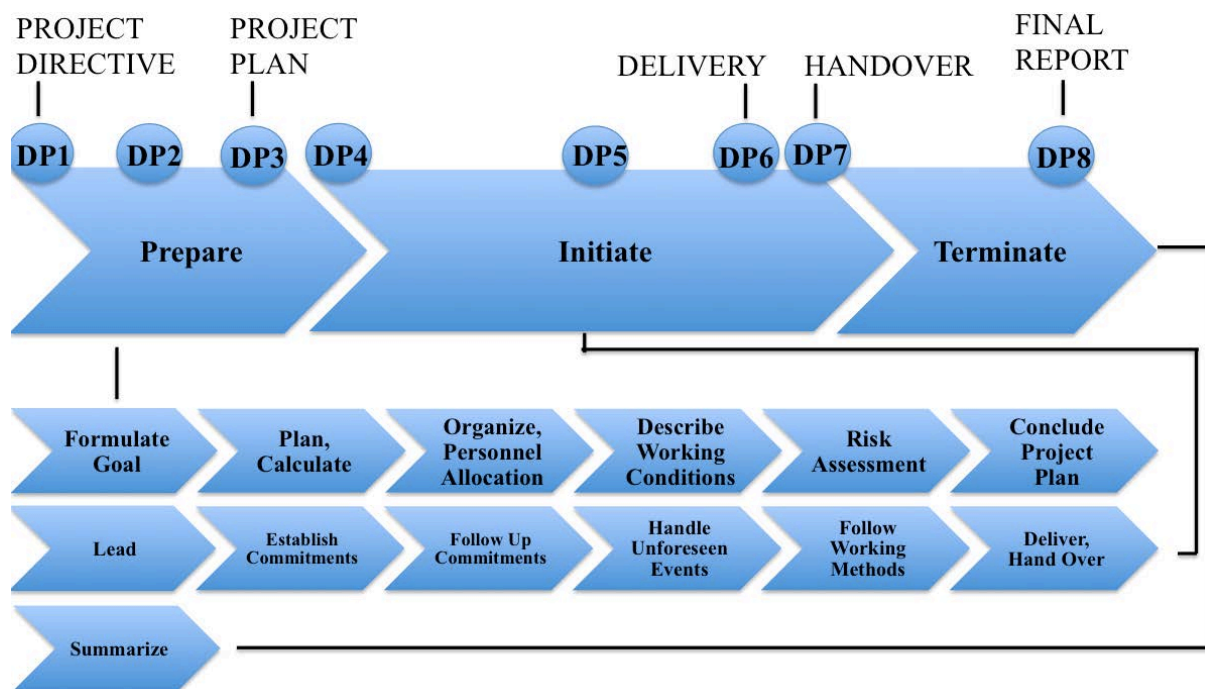 PROJECT
DIRECTIVE
PROJECT
PLAN
DELIVERY
HANDOVER
FINAL
REPORT
DP1
DP2
DP3
DP4
DP5
DP6
DP7
DP8
Prepare
Initiate
Terminate
Formulate
Goal
Plan,
Calculate
Organize,
Personnel
Allocation
Describe
Working
Conditions
Risk
Assessment
Conclude
Project
Plan
Lead
Establish
Commitments
Follow Up
Commitments
Handle
Unforeseen
Events
Follow
Working
Methods
Deliver,
Hand Over
Summarize